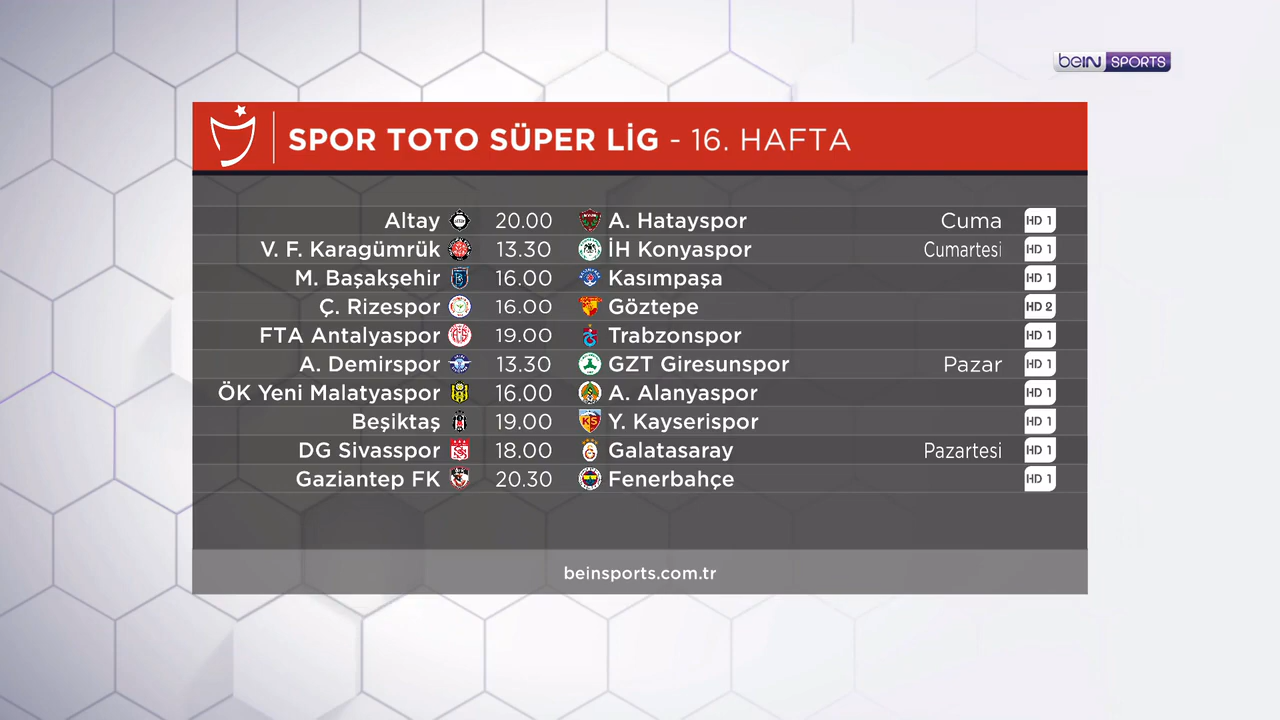 beIN SPORTS
SPOR TOTO SÜPER LİG - 16. HAFTA
Altay 20.00 A. Hatayspor Cuma HD 1
V. F. Karagümrük 13.30 İH Konyaspor Cumartesi HD 1
M. Başakşehir 16.00 Kasımpaşa HD 1
Ç. Rizespor 16.00 Göztepe HD 2
FTA Antalyaspor 19.00 Trabzonspor HD 1
A. Demirspor 13.30 GZT Giresunspor Pazar HD 1
ÖK Yeni Malatyaspor 16.00 A. Alanyaspor HD 1
Beşiktaş 19.00 Y. Kayserispor HD 1
DG Sivasspor 18.00 Galatasaray Pazartesi HD 1
Gaziantep FK 20.30 Fenerbahçe HD 1
beinsports.com.tr